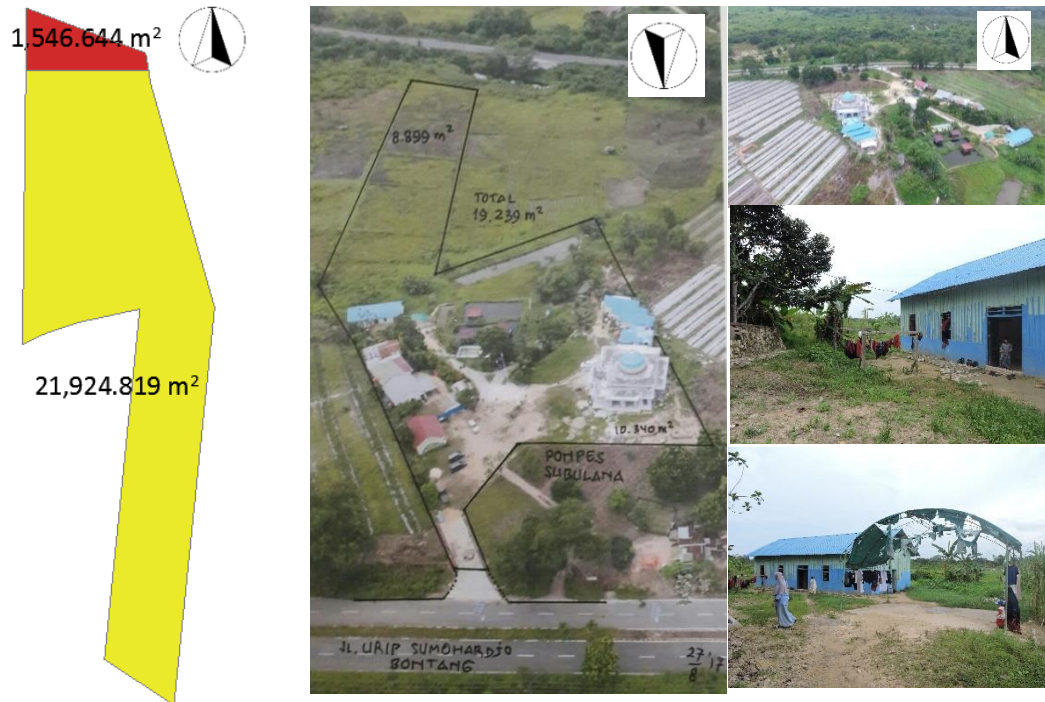 1,546.644 m²
21,924.819 m²
8.899 m²
TOTAL
19.239 m²
10.340 m²
POMPES
SUBULANA
JL. URIP SUMOHARDJO
BONTANG
27/8'17